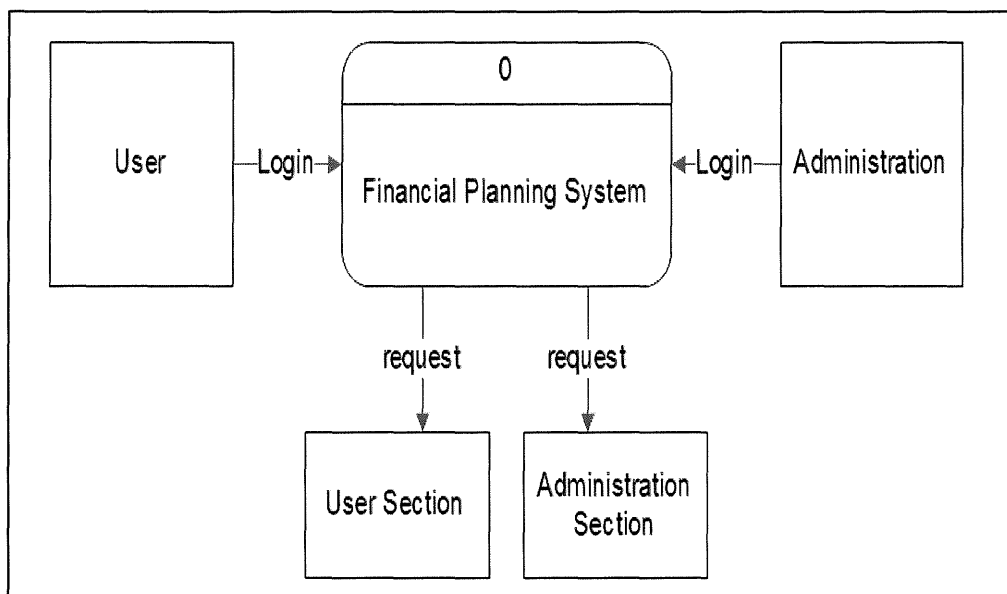 0
User
Login
Financial Planning System
Login
Administration
request
request
User Section
Administration
Section